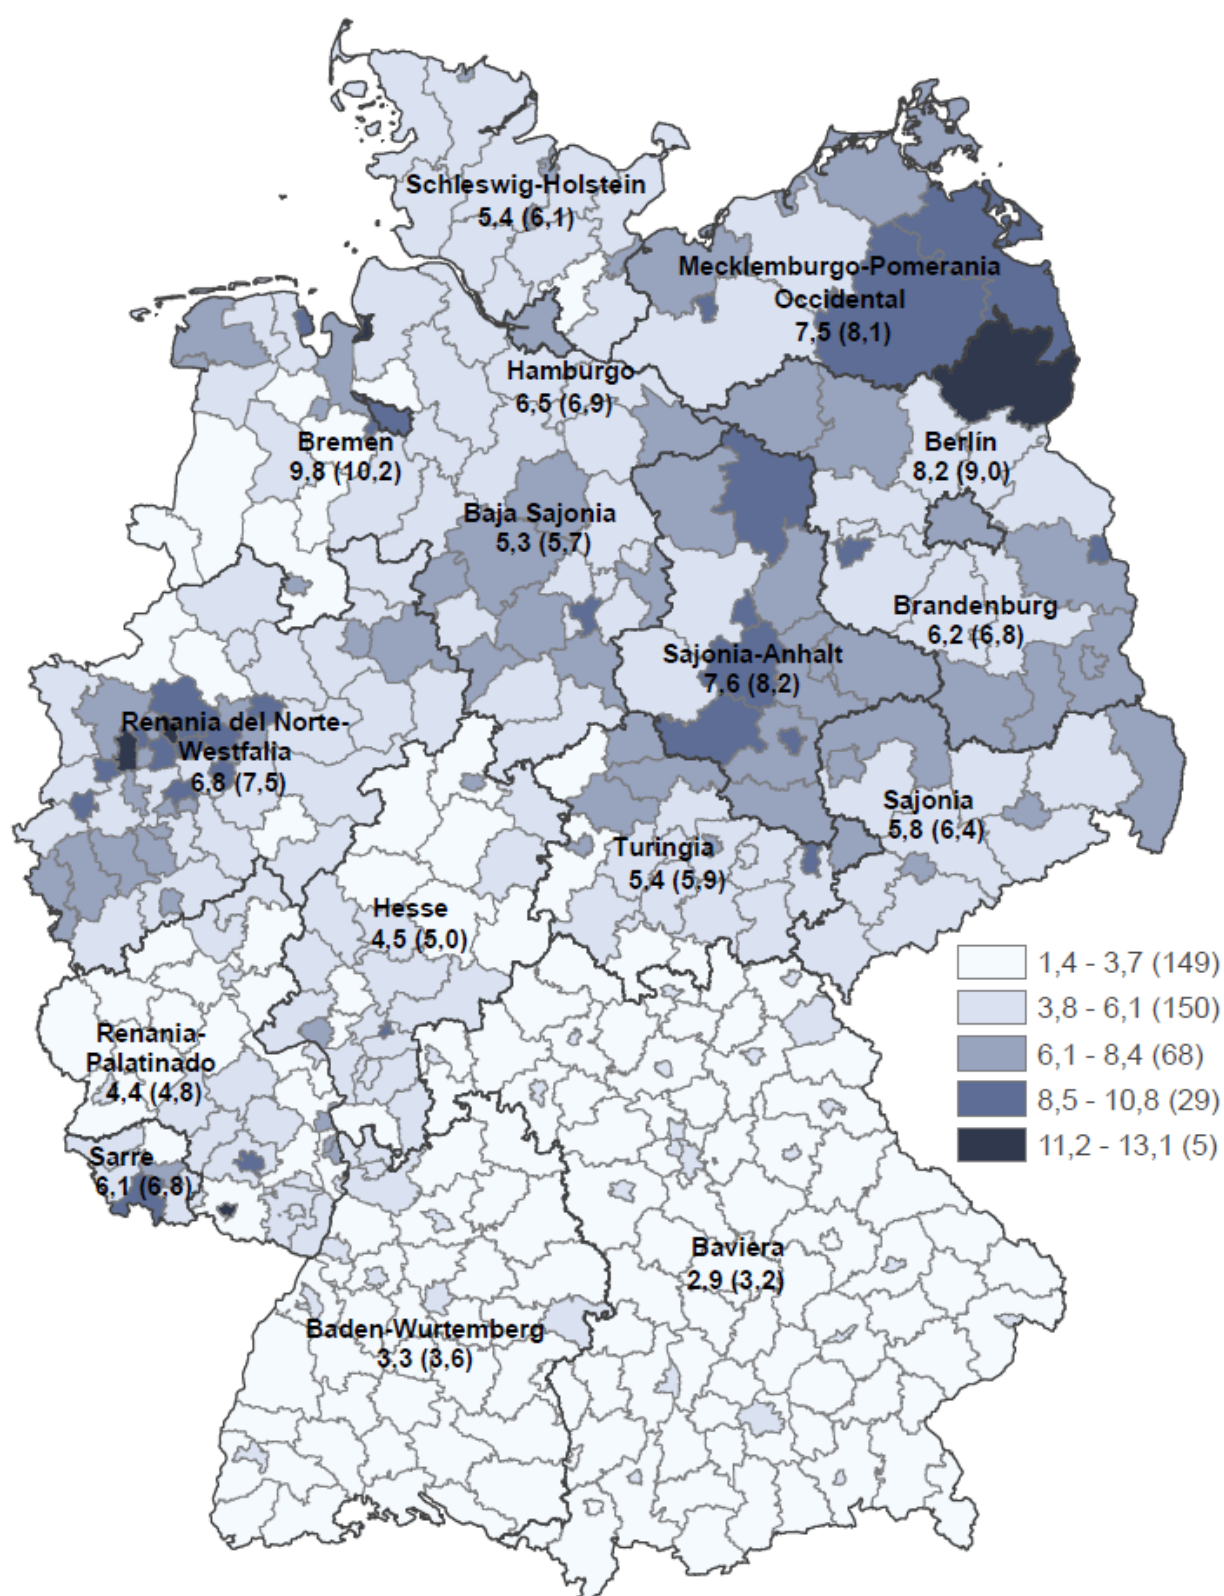 Schleswig-Holstein
5,4 (6,1)
Mecklemburgo-Pomerania
Occidental
7,5 (8,1)
Hamburgo
6,5 (6,9)
Bremen
9,8 (10,2)
Berlín
8,2 (9,0)
Baja Sajonia
5,3 (5,7)
Brandenburg
6,2 (6,8)
Sajonia-Anhalt
7,6 (8,2)
Renania del Norte-
Westfalia
6,8 (7,5)
Sajonia
5,8 (6,4)
Turingia
5,4 (5,9)
Hesse
4,5 (5,0)
Renania-
Palatinado
4,4 (4,8)
Sarre
6,1 (6,8)
Baviera
2,9 (3,2)
Baden-Wurtemberg
3,3 (3,6)
1,4 - 3,7 (149)
3,8 - 6,1 (150)
6,1 - 8,4 (68)
8,5 - 10,8 (29)
11,2 - 13,1 (5)